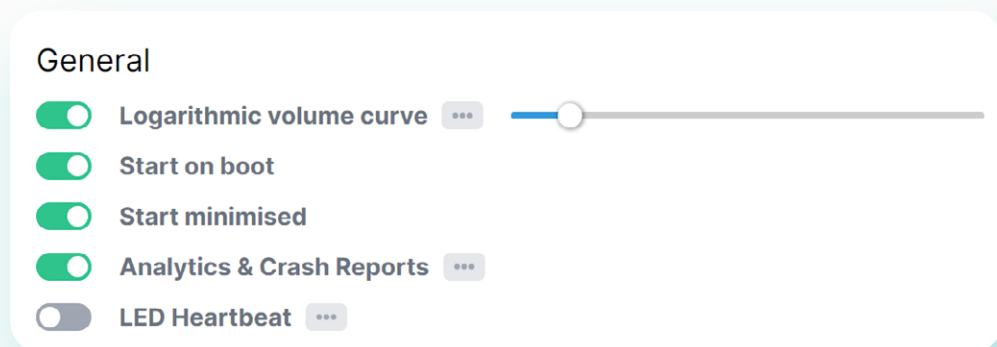 General
Logarithmic volume curve
Start on boot
Start minimised
Analytics & Crash Reports
LED Heartbeat